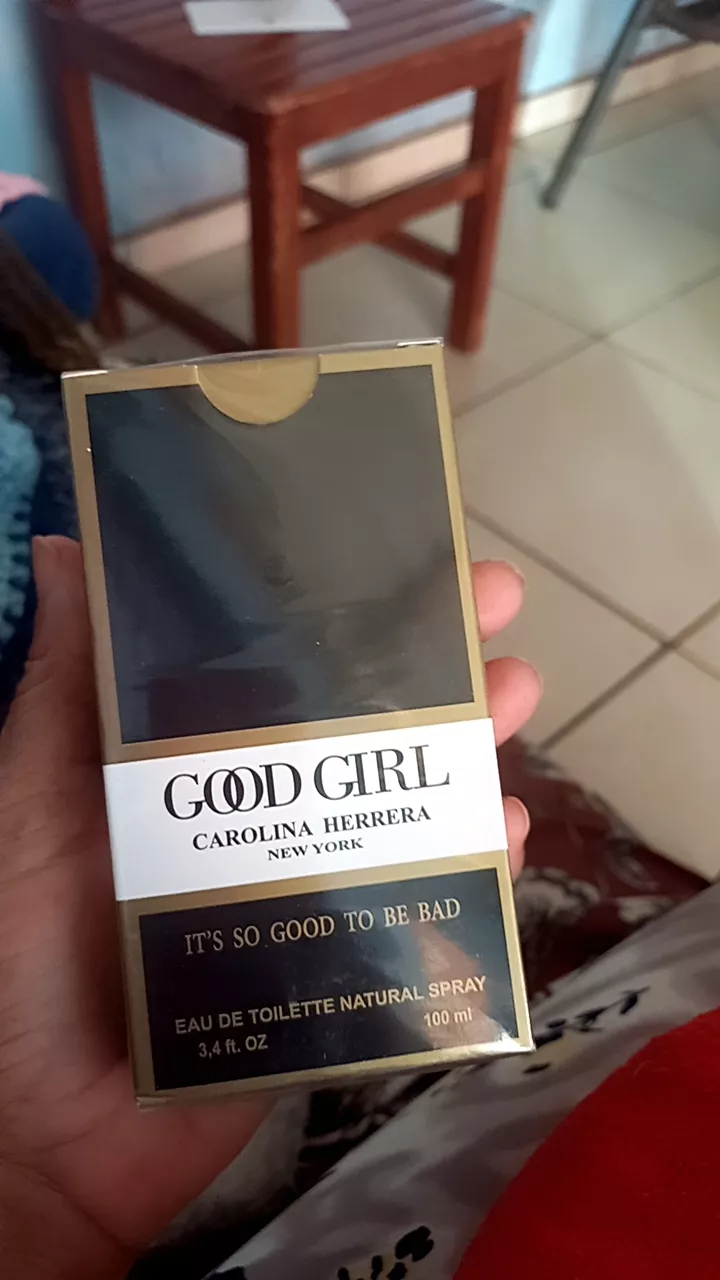 GOOD GIRL
CAROLINA HERRERA
NEW YORK
IT'S SO GOOD TO BE BAD
EAU DE TOILETTE NATURAL SPRAY
3,4 ft. OZ 100 ml